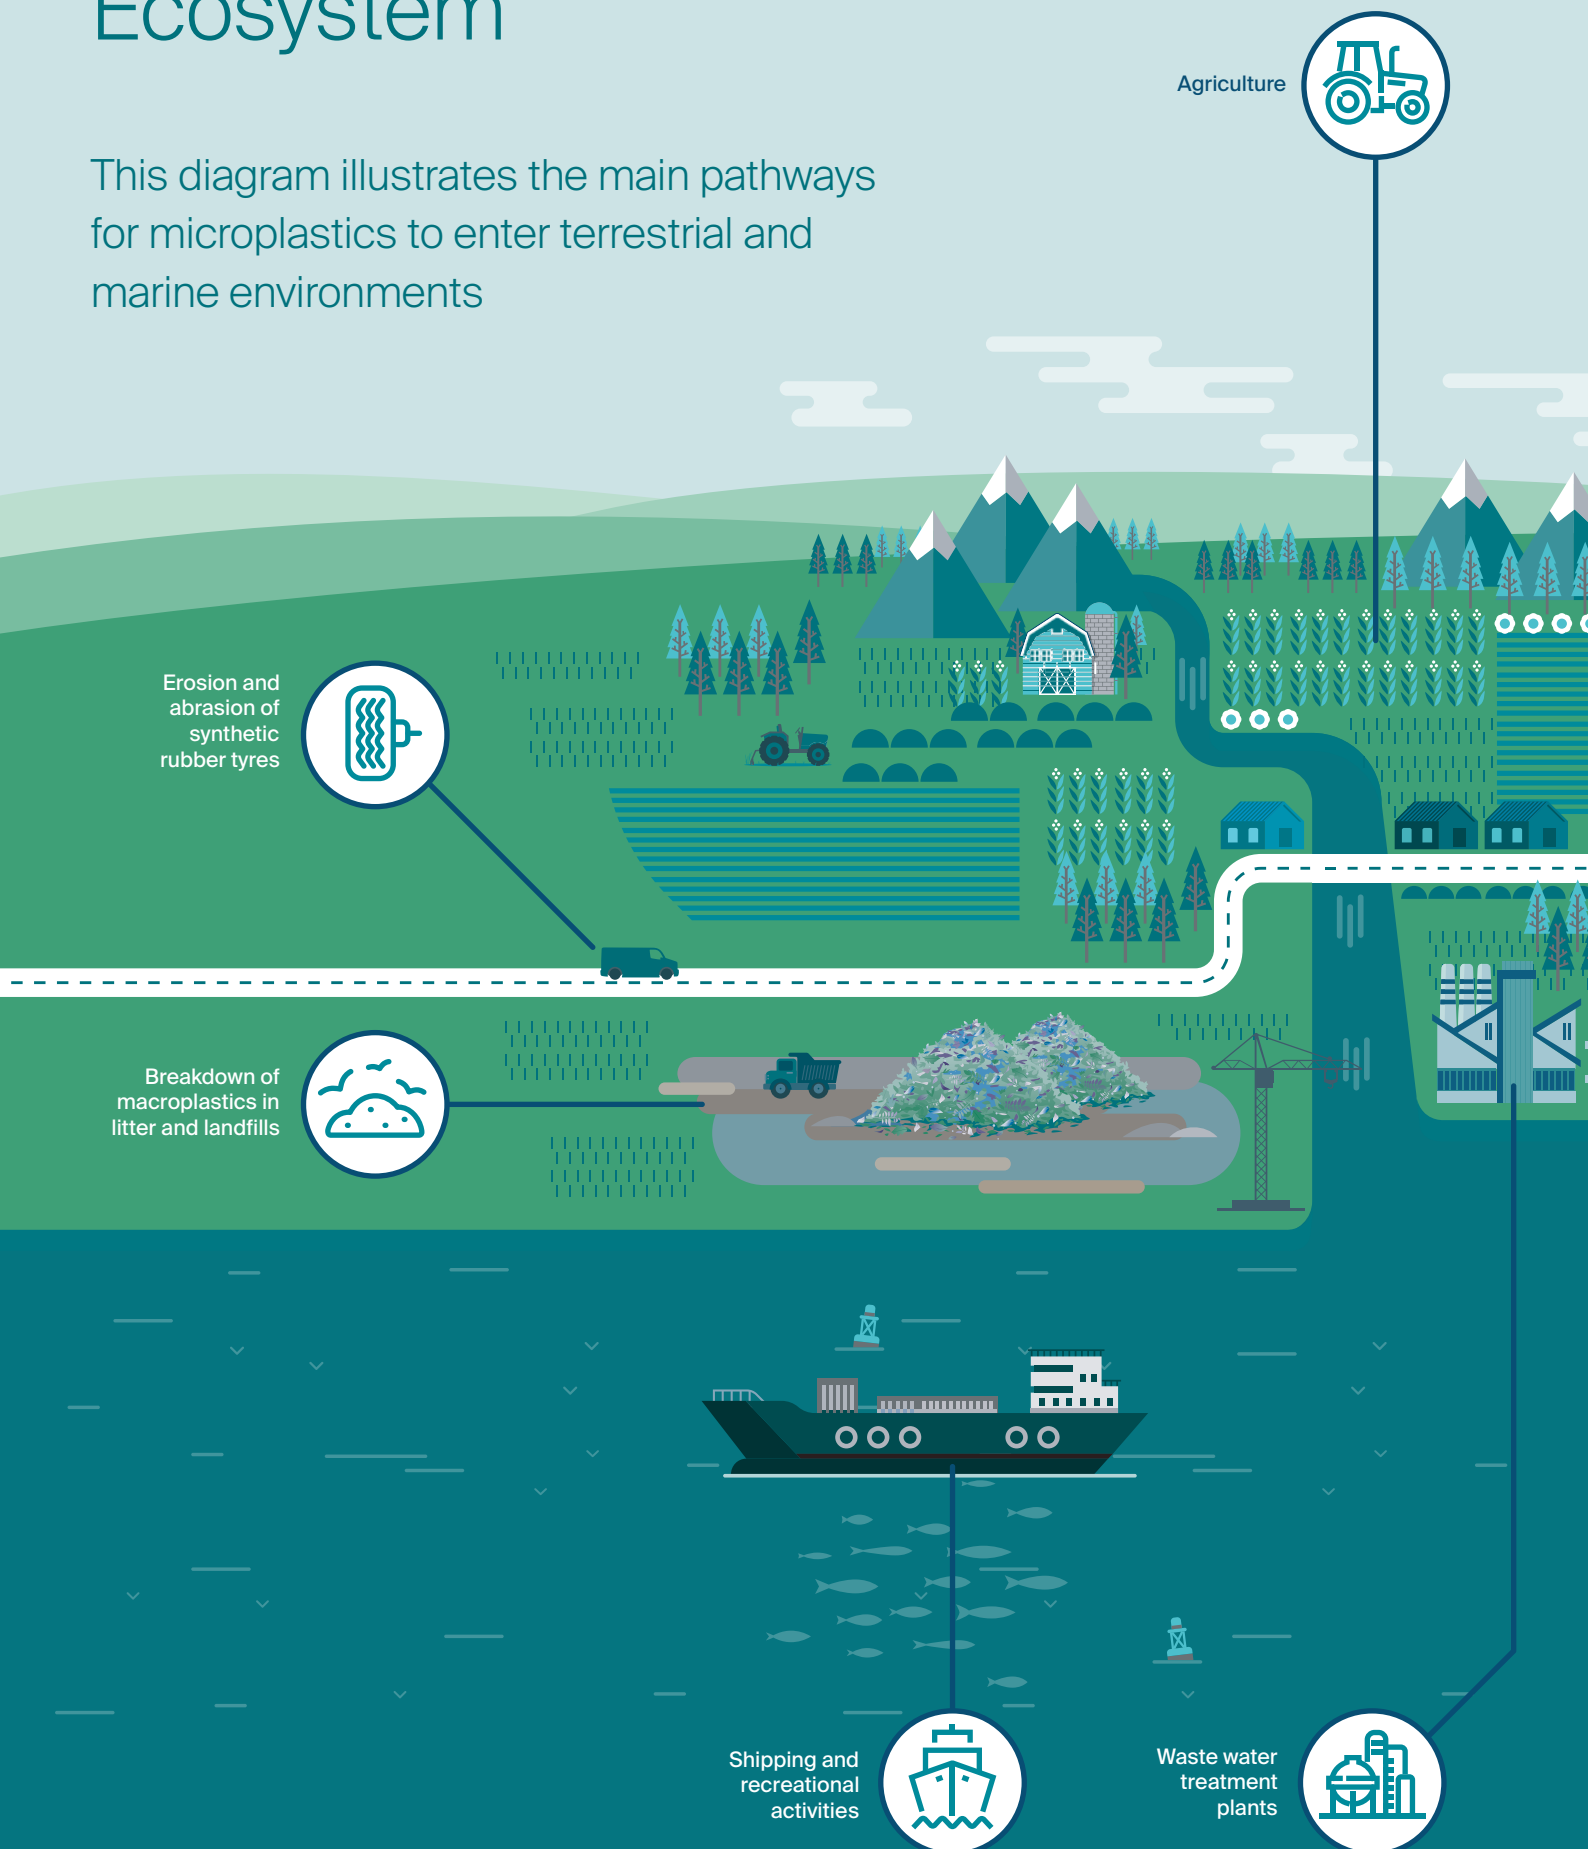 Ecosystem
Agriculture
This diagram illustrates the main pathways
for microplastics to enter terrestrial and
marine environments
Erosion and
abrasion of
synthetic
rubber tyres
Breakdown of
macroplastics in
litter and landfills
Shipping and
recreational
activities
Waste water
treatment
plants